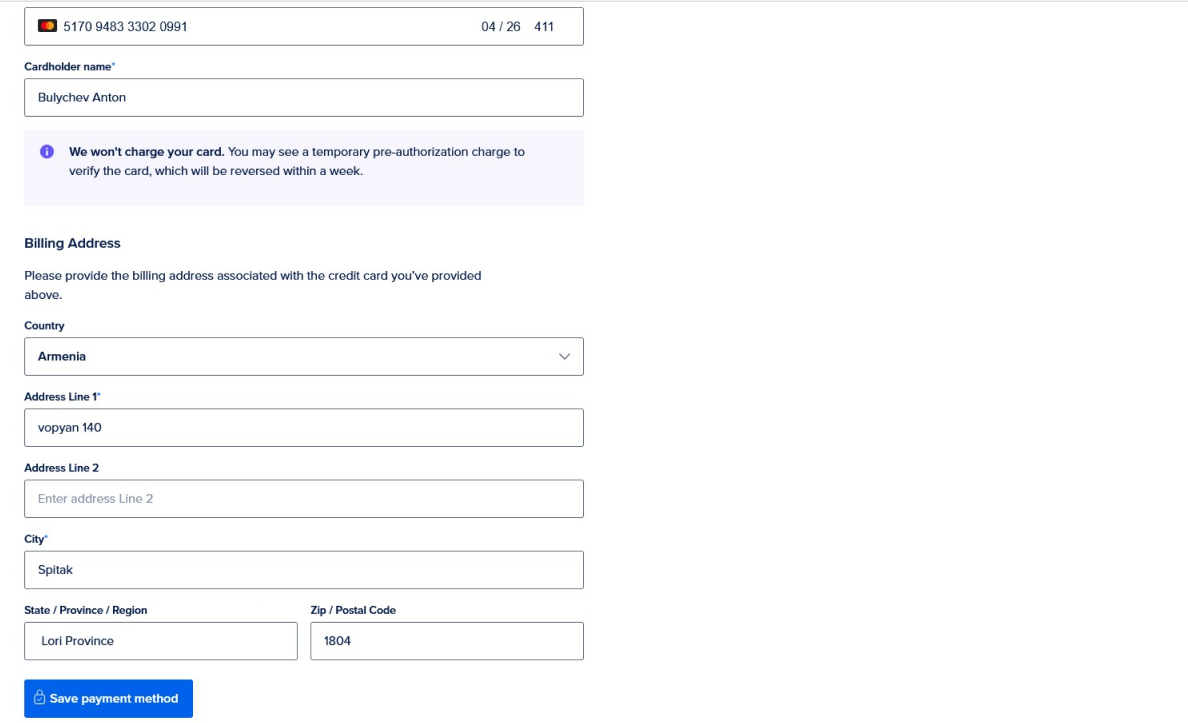 5170 9483 3302 0991 04 / 26 411
Cardholder name*
Bulychev Anton
We won't charge your card. You may see a temporary pre-authorization charge to
verify the card, which will be reversed within a week.
Billing Address
Please provide the billing address associated with the credit card you've provided
above.
Country
Armenia
Address Line 1*
vopyan 140
Address Line 2
Enter address Line 2
City*
Spitak
State / Province / Region Zip / Postal Code
Lori Province 1804
Save payment method